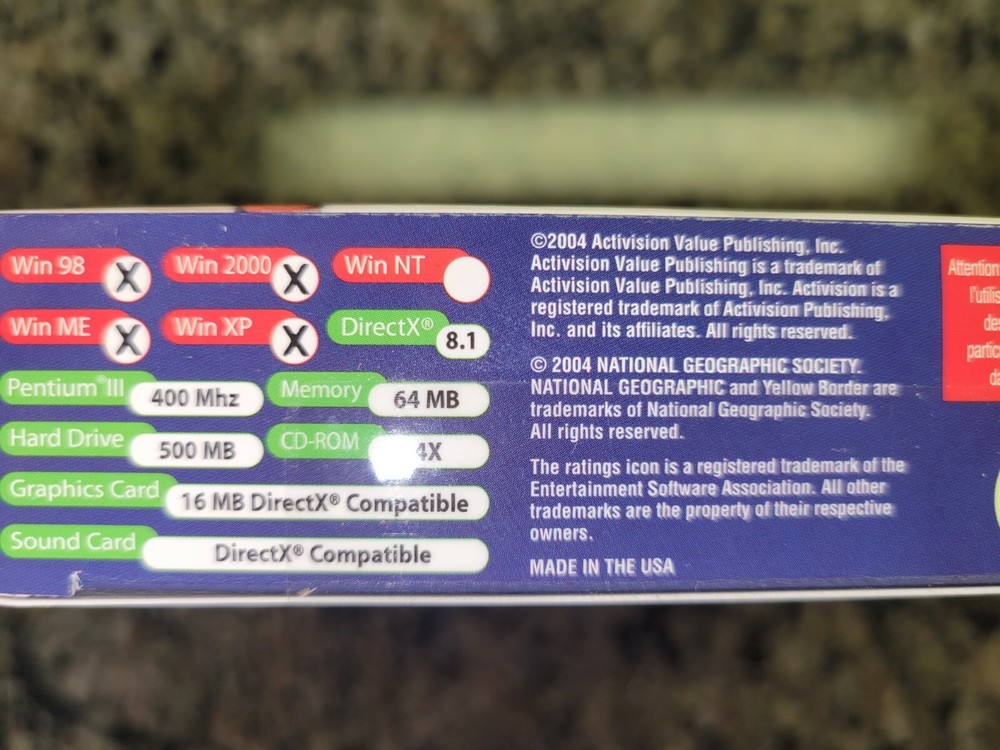 Win 98 X Win 2000 X Win NT
Win ME X Win XP X DirectX® 8.1
Pentium®III 400 Mhz Memory 64 MB
Hard Drive 500 MB CD-ROM 4X
Graphics Card 16 MB DirectX® Compatible
Sound Card DirectX® Compatible
©2004 Activision Value Publishing, Inc.
Activision Value Publishing is a trademark of
Activision Value Publishing, Inc. Activision is a
registered trademark of Activision Publishing,
Inc. and its affiliates. All rights reserved.
© 2004 NATIONAL GEOGRAPHIC SOCIETY.
NATIONAL GEOGRAPHIC and Yellow Border are
trademarks of National Geographic Society.
All rights reserved.
The ratings icon is a registered trademark of the
Entertainment Software Association. All other
trademarks are the property of their respective
owners.
MADE IN THE USA
Attention